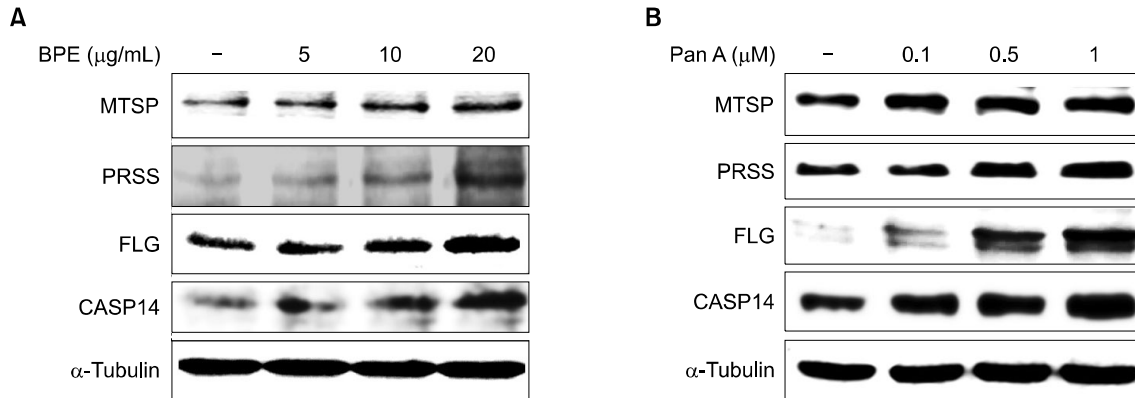 A
BPE (μg/mL) – 5 10 20
MTSP
PRSS
FLG
CASP14
α-Tubulin
B
Pan A (μM) – 0.1 0.5 1
MTSP
PRSS
FLG
CASP14
α-Tubulin